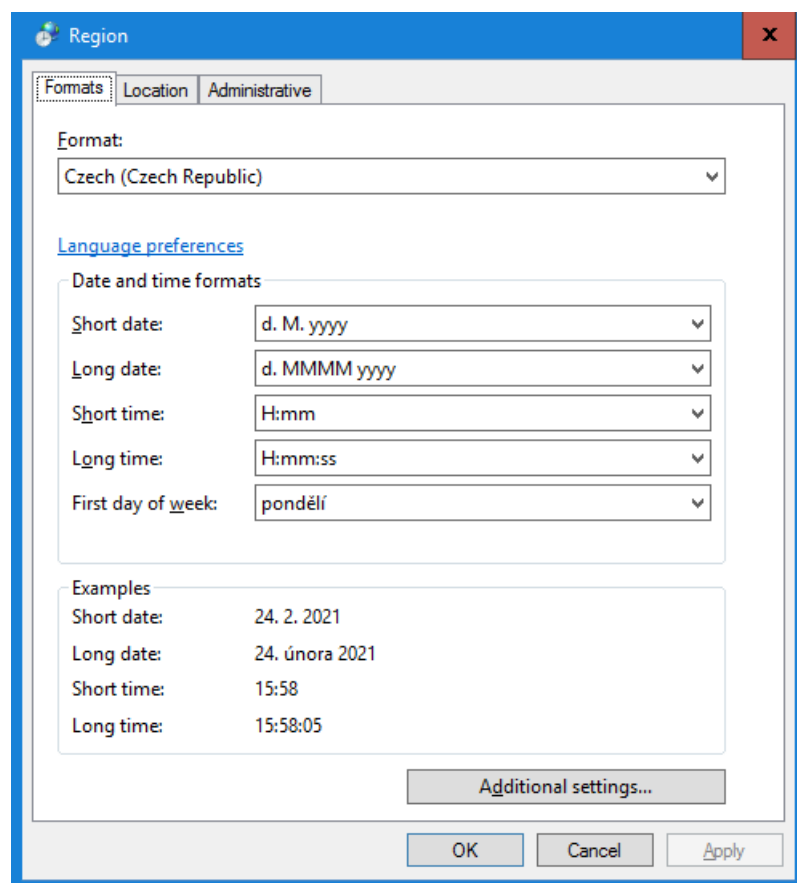 Region
x
Formats Location Administrative
Format:
Czech (Czech Republic)
Language preferences
Date and time formats
Short date: d. M. yyyy
Long date: d. MMMM yyyy
Short time: H:mm
Long time: H:mm:ss
First day of week: pondělí
Examples
Short date: 24. 2. 2021
Long date: 24. února 2021
Short time: 15:58
Long time: 15:58:05
Additional settings...
OK Cancel Apply